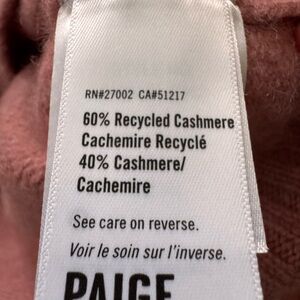 RN#27002 CA#51217
60% Recycled Cashmere
Cachemire Recyclé
40% Cashmere/
Cachemire
See care on reverse.
Voir le soin sur l'inverse.
PAIGE